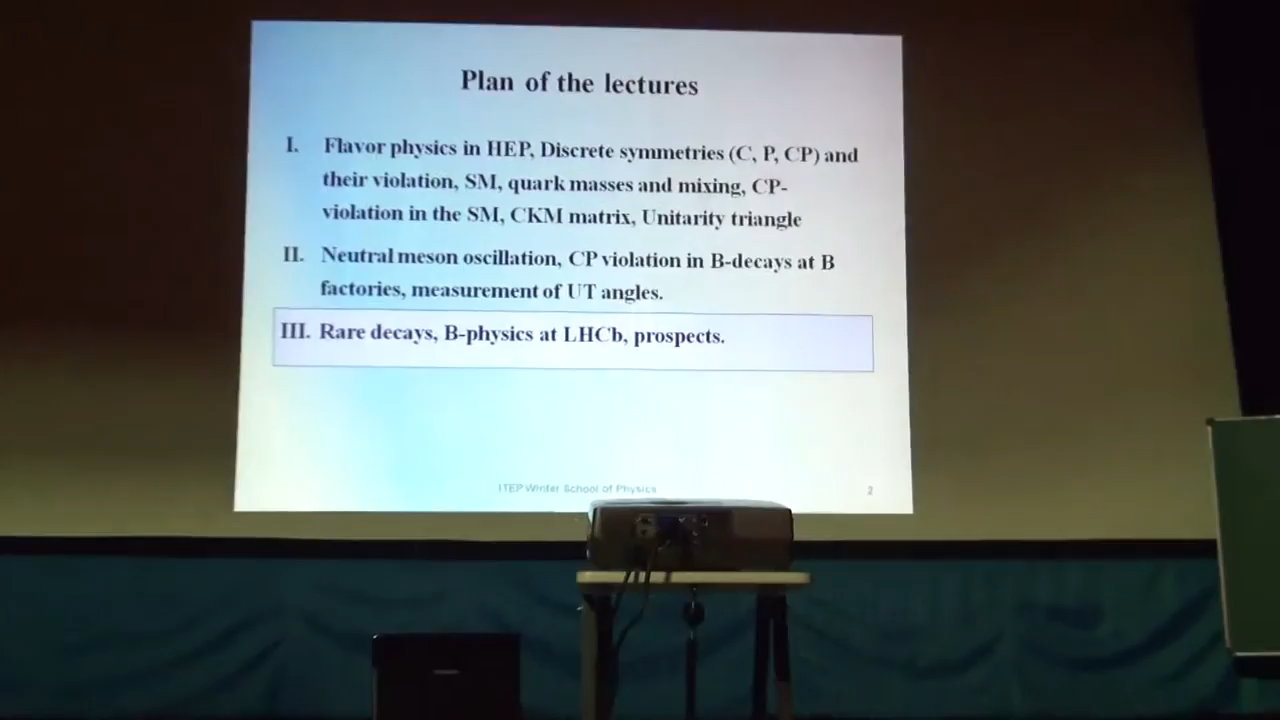 Plan of the lectures
I. Flavor physics in HEP, Discrete symmetries (C, P, CP) and
their violation, SM, quark masses and mixing, CP-
violation in the SM, CKM matrix, Unitarity triangle
II. Neutral meson oscillation, CP violation in B-decays at B
factories, measurement of UT angles.
III. Rare decays, B-physics at LHCb, prospects.
ITEP Winter School of Physics
2